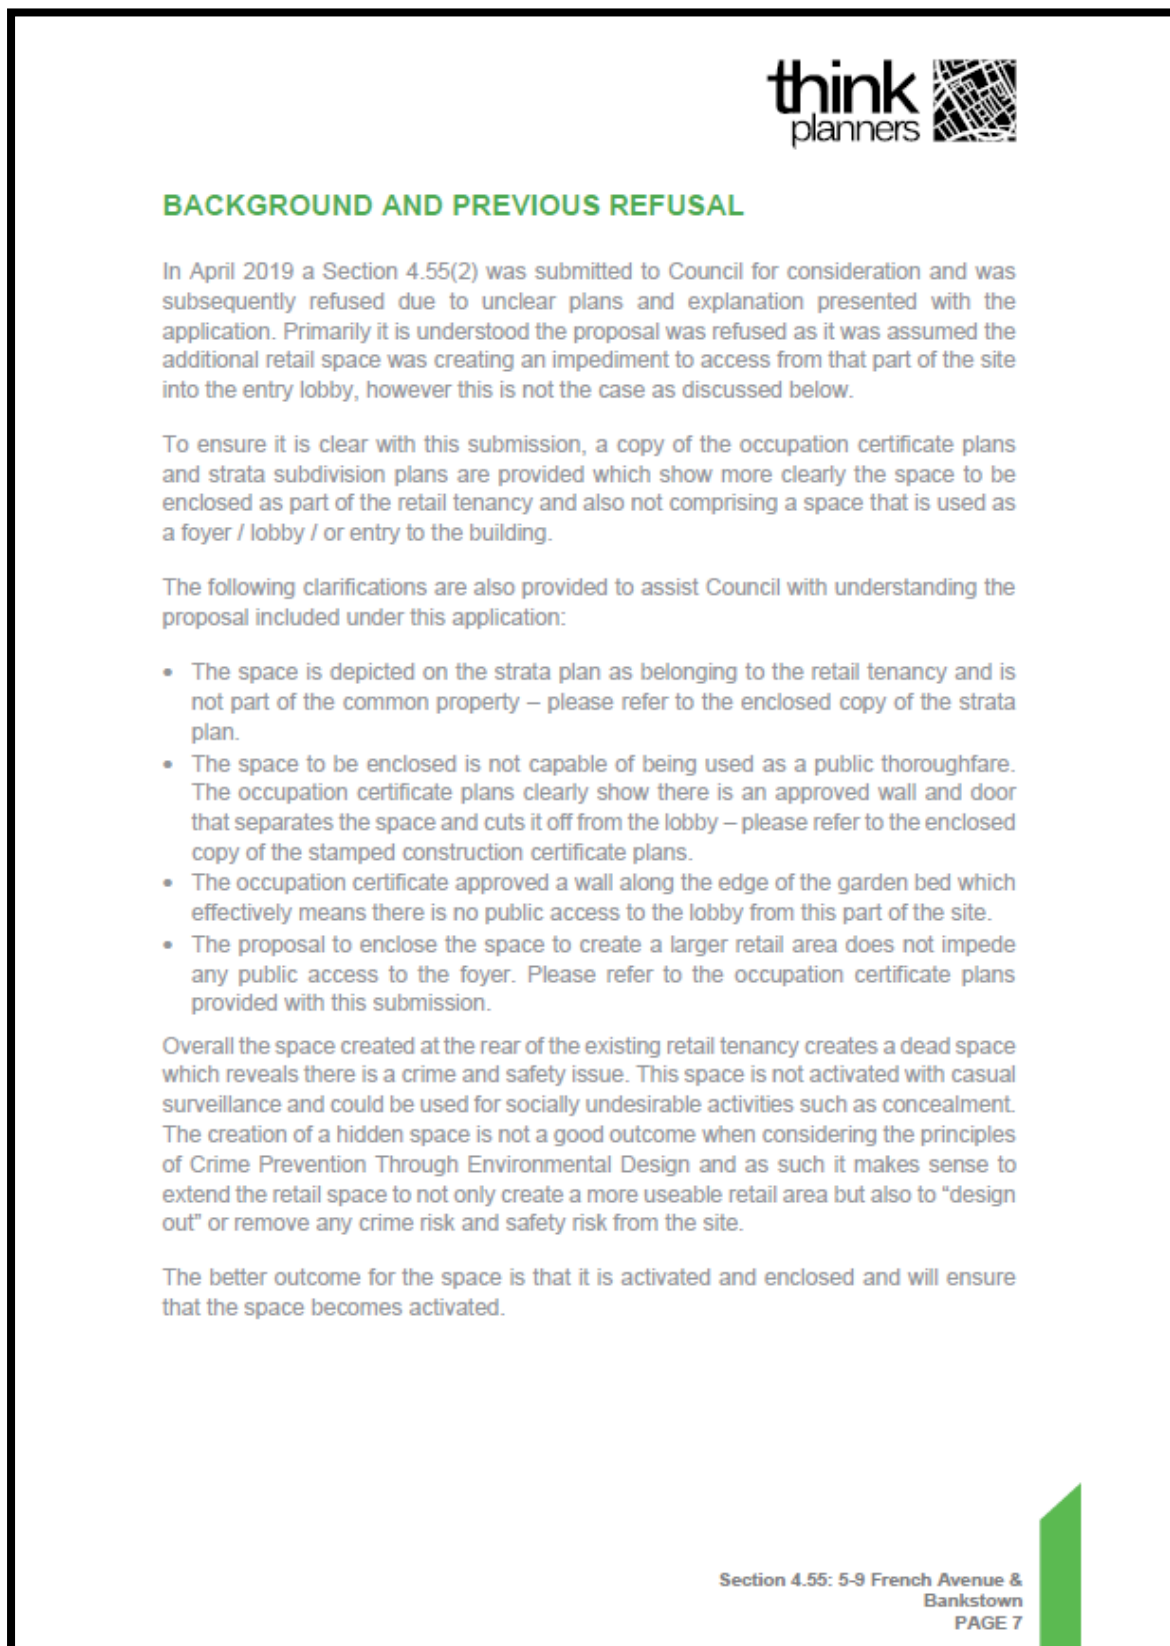 think
planners
BACKGROUND AND PREVIOUS REFUSAL
In April 2019 a Section 4.55(2) was submitted to Council for consideration and was
subsequently refused due to unclear plans and explanation presented with the
application. Primarily it is understood the proposal was refused as it was assumed the
additional retail space was creating an impediment to access from that part of the site
into the entry lobby, however this is not the case as discussed below.
To ensure it is clear with this submission, a copy of the occupation certificate plans
and strata subdivision plans are provided which show more clearly the space to be
enclosed as part of the retail tenancy and also not comprising a space that is used as
a foyer / lobby / or entry to the building.
The following clarifications are also provided to assist Council with understanding the
proposal included under this application:
• The space is depicted on the strata plan as belonging to the retail tenancy and is
not part of the common property – please refer to the enclosed copy of the strata
plan.
• The space to be enclosed is not capable of being used as a public thoroughfare.
The occupation certificate plans clearly show there is an approved wall and door
that separates the space and cuts it off from the lobby – please refer to the enclosed
copy of the stamped construction certificate plans.
• The occupation certificate approved a wall along the edge of the garden bed which
effectively means there is no public access to the lobby from this part of the site.
• The proposal to enclose the space to create a larger retail area does not impede
any public access to the foyer. Please refer to the occupation certificate plans
provided with this submission.
Overall the space created at the rear of the existing retail tenancy creates a dead space
which reveals there is a crime and safety issue. This space is not activated with casual
surveillance and could be used for socially undesirable activities such as concealment.
The creation of a hidden space is not a good outcome when considering the principles
of Crime Prevention Through Environmental Design and as such it makes sense to
extend the retail space to not only create a more useable retail area but also to “design
out” or remove any crime risk and safety risk from the site.
The better outcome for the space is that it is activated and enclosed and will ensure
that the space becomes activated.
Section 4.55: 5-9 French Avenue &
Bankstown
PAGE 7